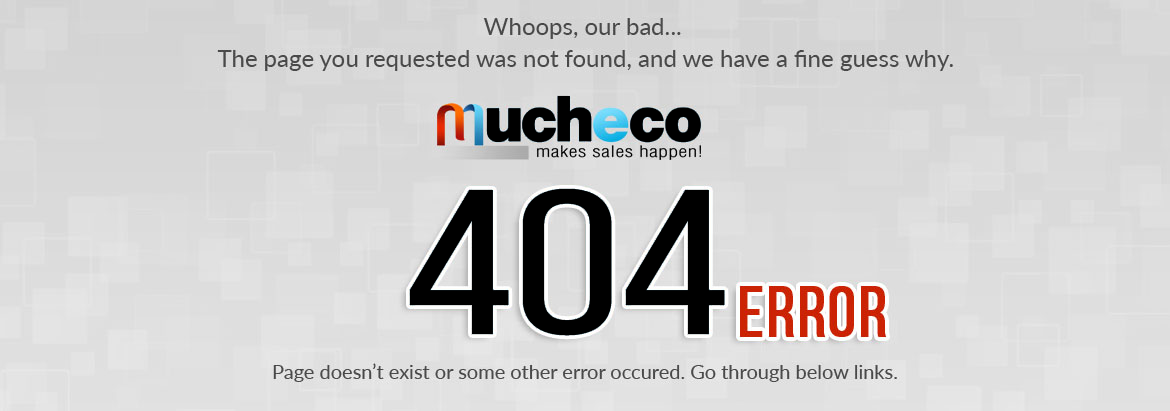 Whoops, our bad...
The page you requested was not found, and we have a fine guess why.
mucheco
makes sales happen!
404 ERROR
Page doesn't exist or some other error occured. Go through below links.